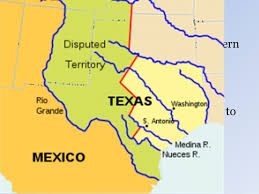 Disputed
Territory
ern
Rio
Grande
TEXAS
Washington
to
S. Antonio
Medina R.
Nueces R.
MEXICO